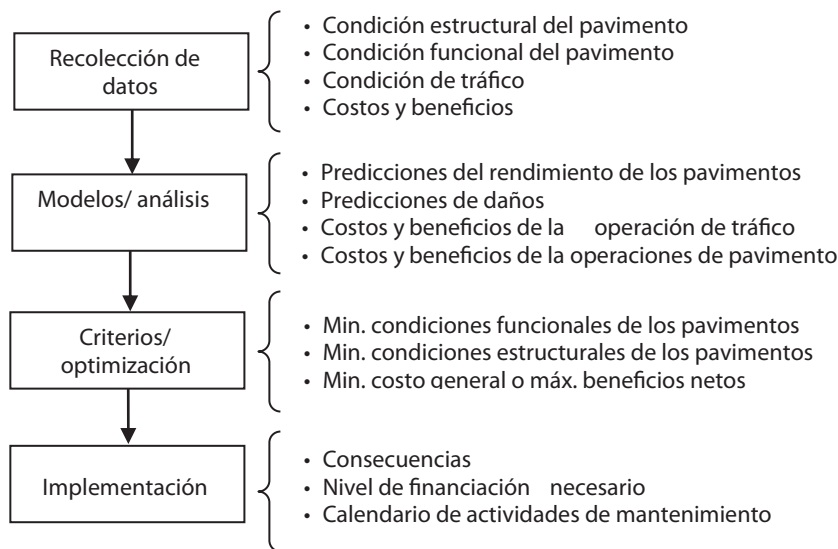 Recolección de
datos
• Condición estructural del pavimento
• Condición funcional del pavimento
• Condición de tráfico
• Costos y beneficios
Modelos/ análisis
• Predicciones del rendimiento de los pavimentos
• Predicciones de daños
• Costos y beneficios de la operación de tráfico
• Costos y beneficios de la operaciones de pavimento
Criterios/
optimización
• Min. condiciones funcionales de los pavimentos
• Min. condiciones estructurales de los pavimentos
• Min. costo general o máx. beneficios netos
Implementación
• Consecuencias
• Nivel de financiación necesario
• Calendario de actividades de mantenimiento